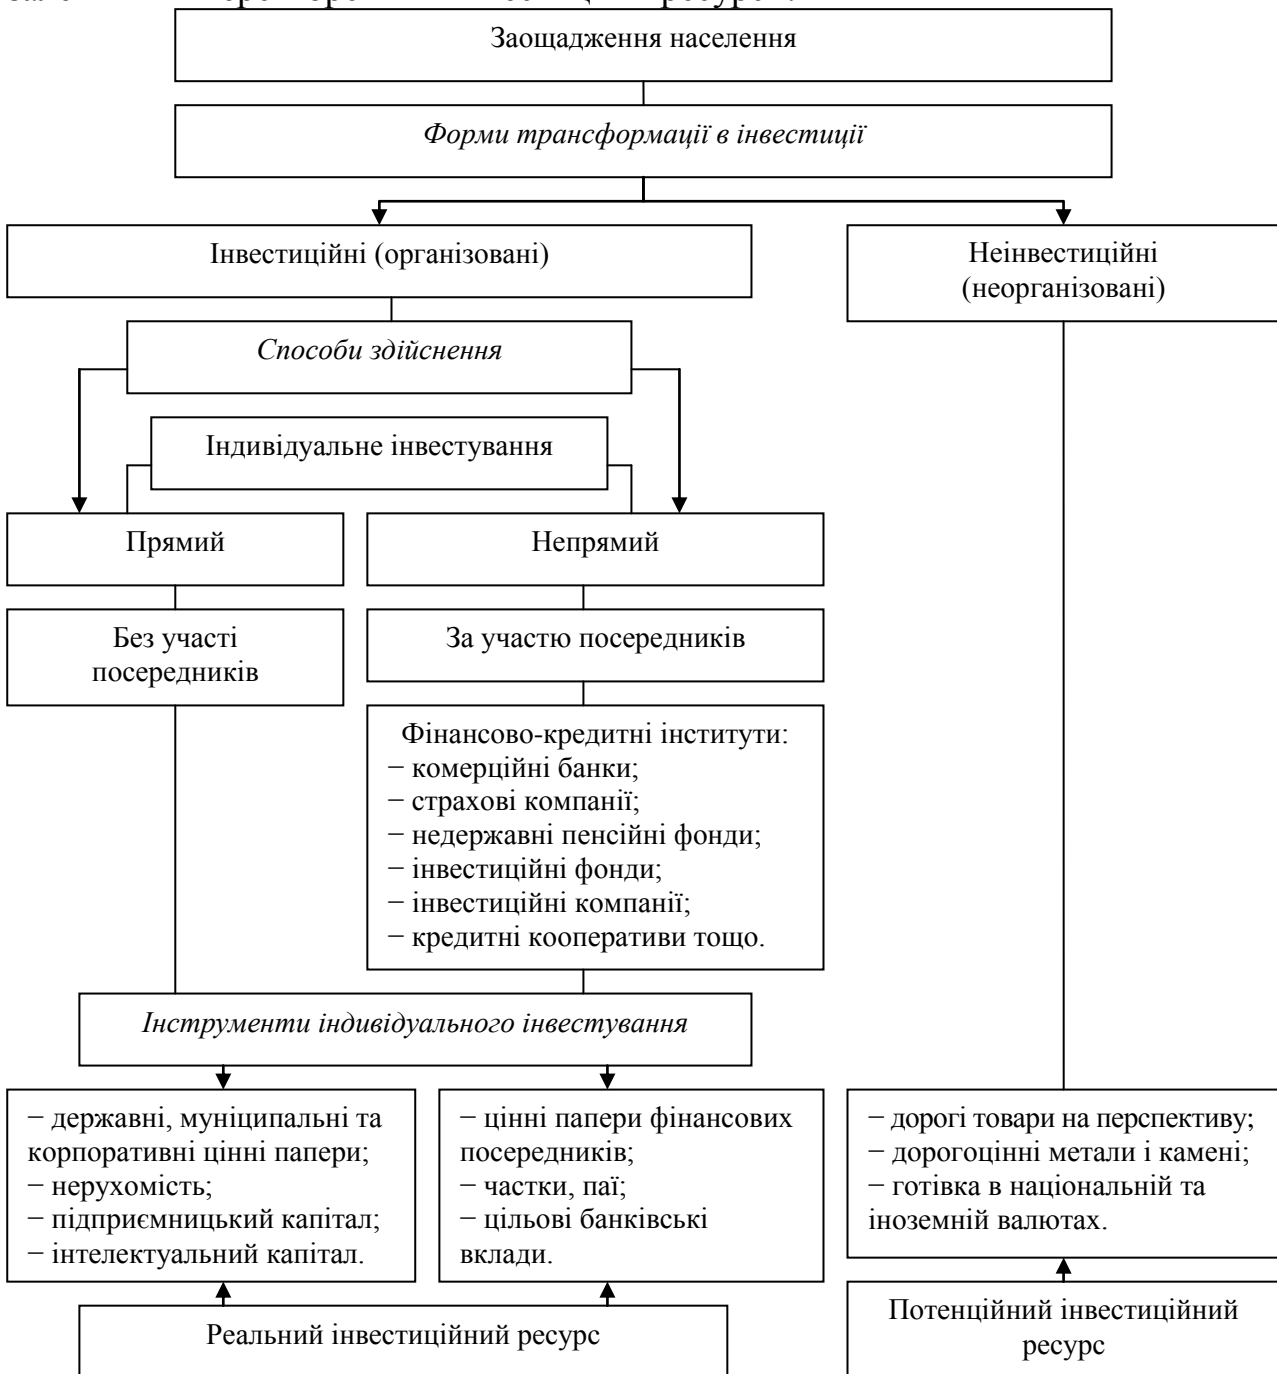 Заощадження населення
Форми трансформації в інвестиції
Інвестиційні (організовані)
Неінвестиційні
(неорганізовані)
Способи здійснення
Індивідуальне інвестування
Прямий
Непрямий
Без участі
посередників
За участю посередників
Фінансово-кредитні інститути:
− комерційні банки;
− страхові компанії;
− недержавні пенсійні фонди;
− інвестиційні фонди;
− інвестиційні компанії;
− кредитні кооперативи тощо.
Інструменти індивідуального інвестування
− державні, муніципальні та
корпоративні цінні папери;
− нерухомість;
− підприємницький капітал;
− інтелектуальний капітал.
− цінні папери фінансових
посередників;
− частки, паї;
− цільові банківські
вклади.
− дорогі товари на перспективу;
− дорогоцінні метали і камені;
− готівка в національній та
іноземній валютах.
Реальний інвестиційний ресурс
Потенційний інвестиційний
ресурс